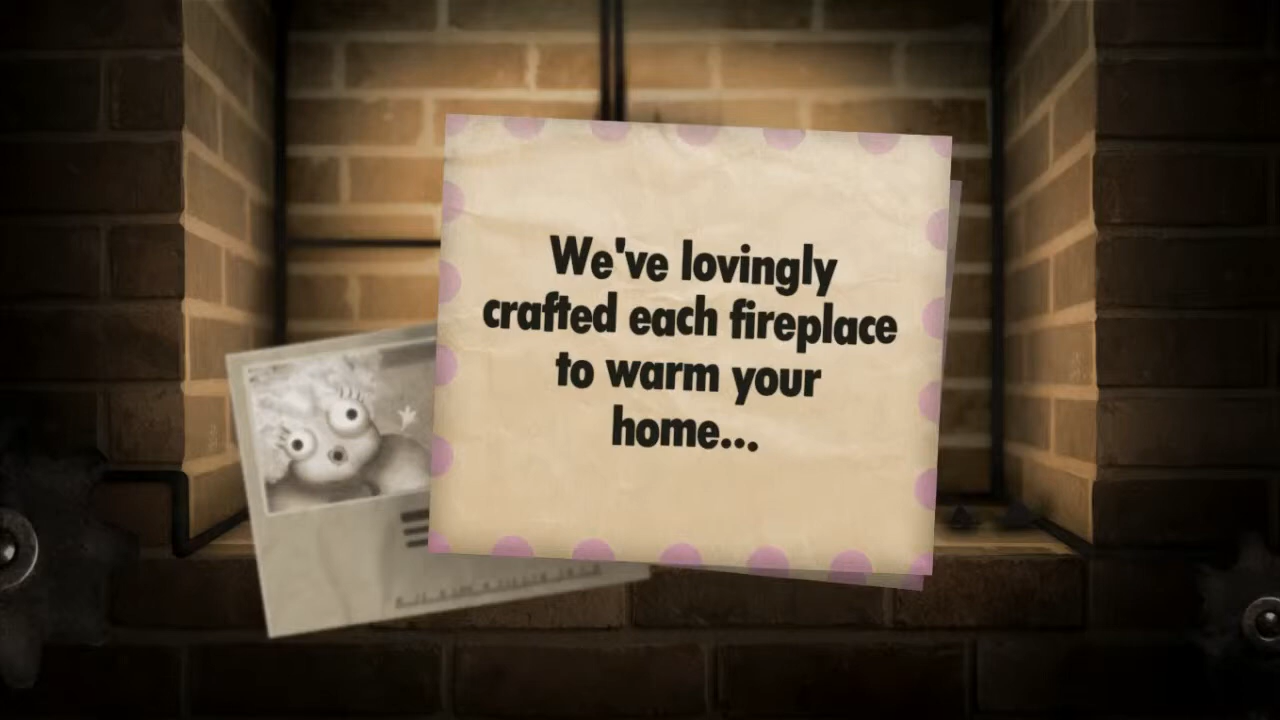 We've lovingly
crafted each fireplace
to warm your
home...